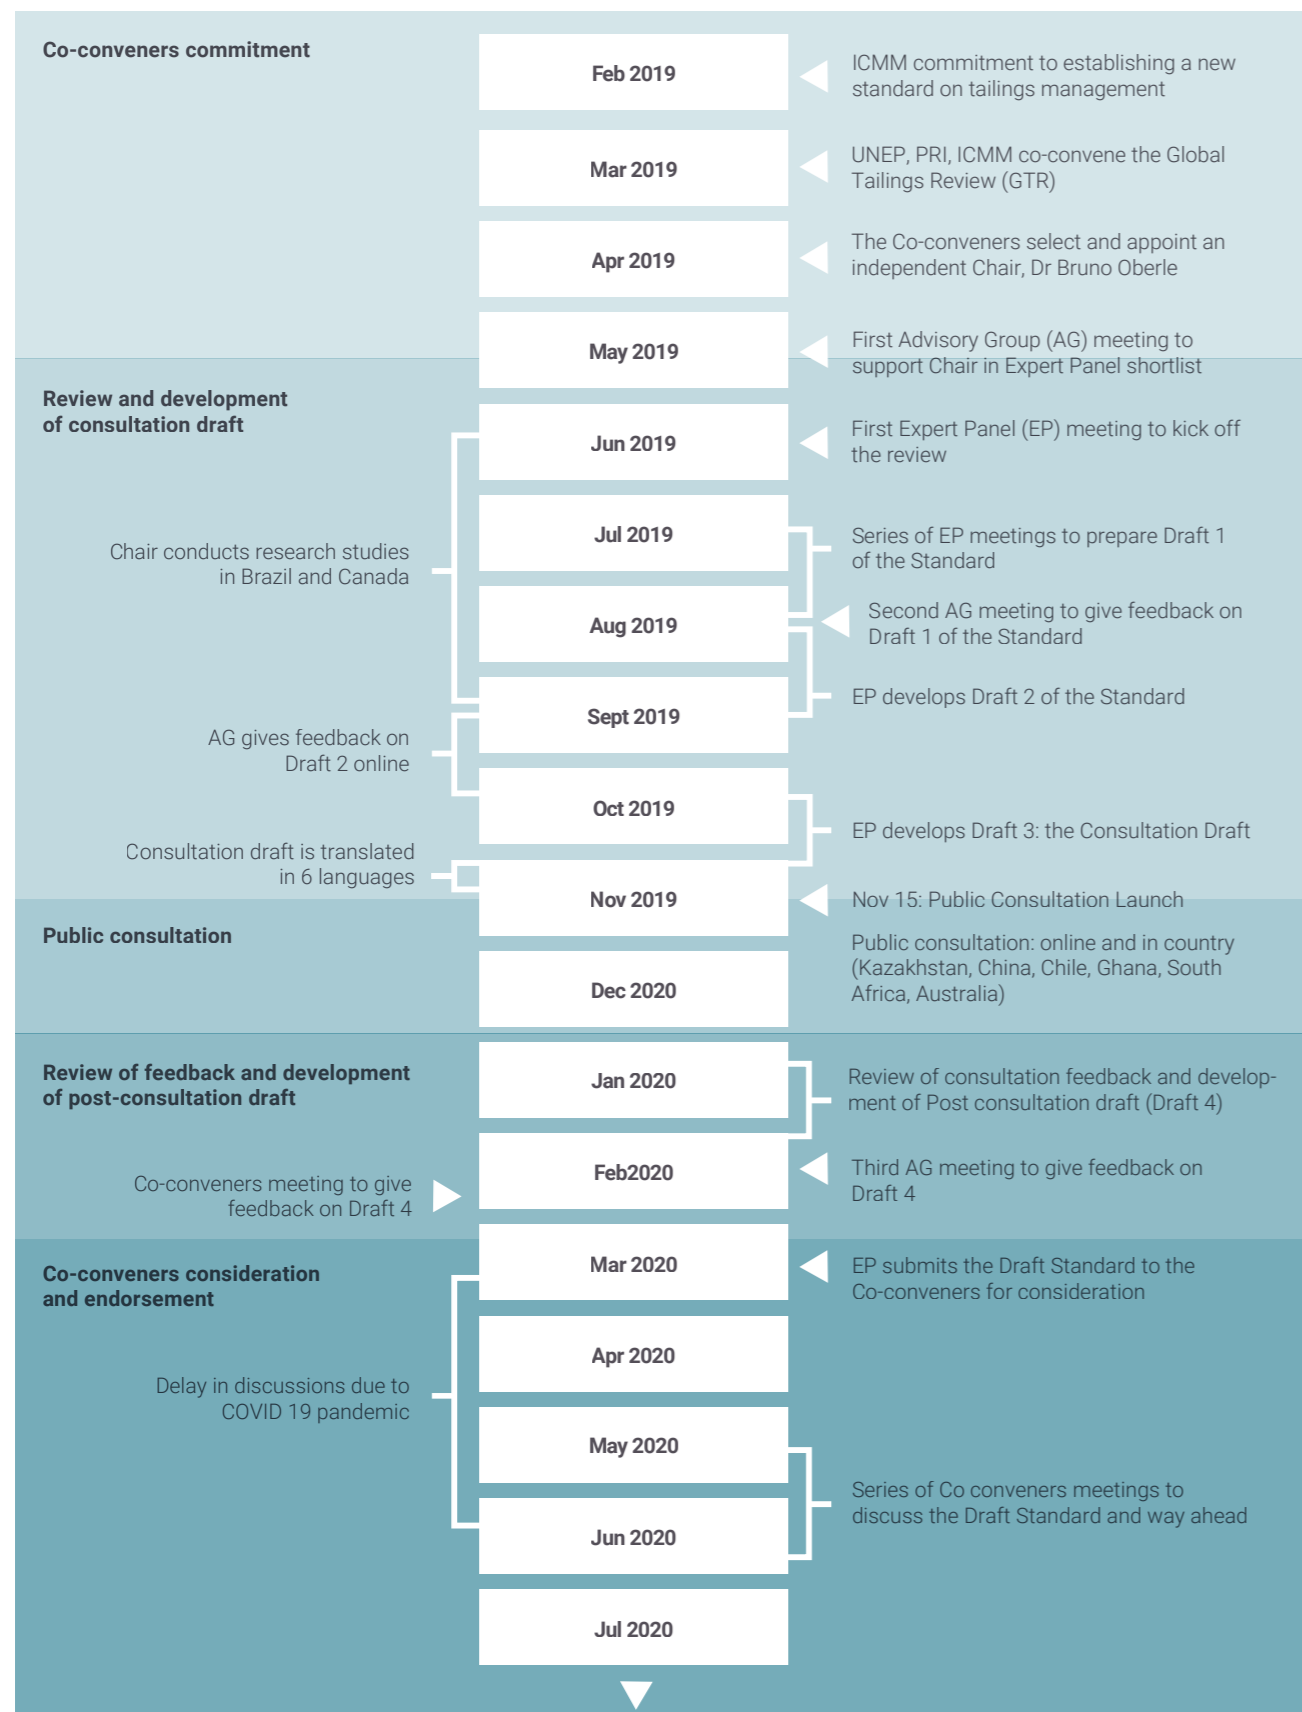 Co-conveners commitment
Feb 2019
ICMM commitment to establishing a new
standard on tailings management
Mar 2019
UNEP, PRI, ICMM co-convene the Global
Tailings Review (GTR)
Apr 2019
The Co-conveners select and appoint an
independent Chair, Dr Bruno Oberle
May 2019
First Advisory Group (AG) meeting to
support Chair in Expert Panel shortlist
Review and development
of consultation draft
Jun 2019
First Expert Panel (EP) meeting to kick off
the review
Chair conducts research studies
in Brazil and Canada
Jul 2019
Series of EP meetings to prepare Draft 1
of the Standard
Aug 2019
Second AG meeting to give feedback on
Draft 1 of the Standard
Sept 2019
EP develops Draft 2 of the Standard
AG gives feedback on
Draft 2 online
Oct 2019
EP develops Draft 3: the Consultation Draft
Consultation draft is translated
in 6 languages
Nov 2019
Nov 15: Public Consultation Launch
Public consultation
Public consultation: online and in country
(Kazakhstan, China, Chile, Ghana, South
Africa, Australia)
Dec 2020
Review of feedback and development
of post-consultation draft
Jan 2020
Review of consultation feedback and develop-
ment of Post consultation draft (Draft 4)
Co-conveners meeting to give
feedback on Draft 4
Feb2020
Third AG meeting to give feedback on
Draft 4
Co-conveners consideration
and endorsement
Mar 2020
EP submits the Draft Standard to the
Co-conveners for consideration
Apr 2020
Delay in discussions due to
COVID 19 pandemic
May 2020
Series of Co conveners meetings to
discuss the Draft Standard and way ahead
Jun 2020
Jul 2020